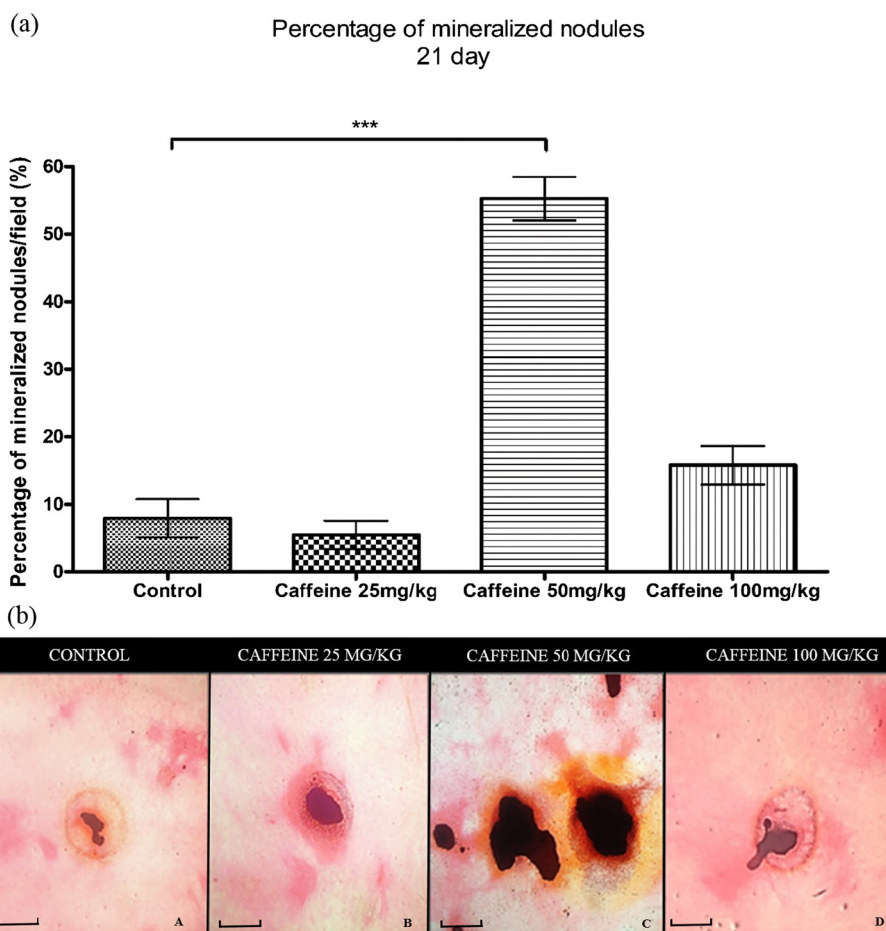 (a)
Percentage of mineralized nodules
21 day
***
Percentage of mineralized nodules/field (%)
60
50
40
30
20
10
0
Control
Caffeine 25mg/kg
Caffeine 50mg/kg
Caffeine 100mg/kg
(b)
CONTROL
CAFFEINE 25 MG/KG
CAFFEINE 50 MG/KG
CAFFEINE 100 MG/KG
A
B
C
D